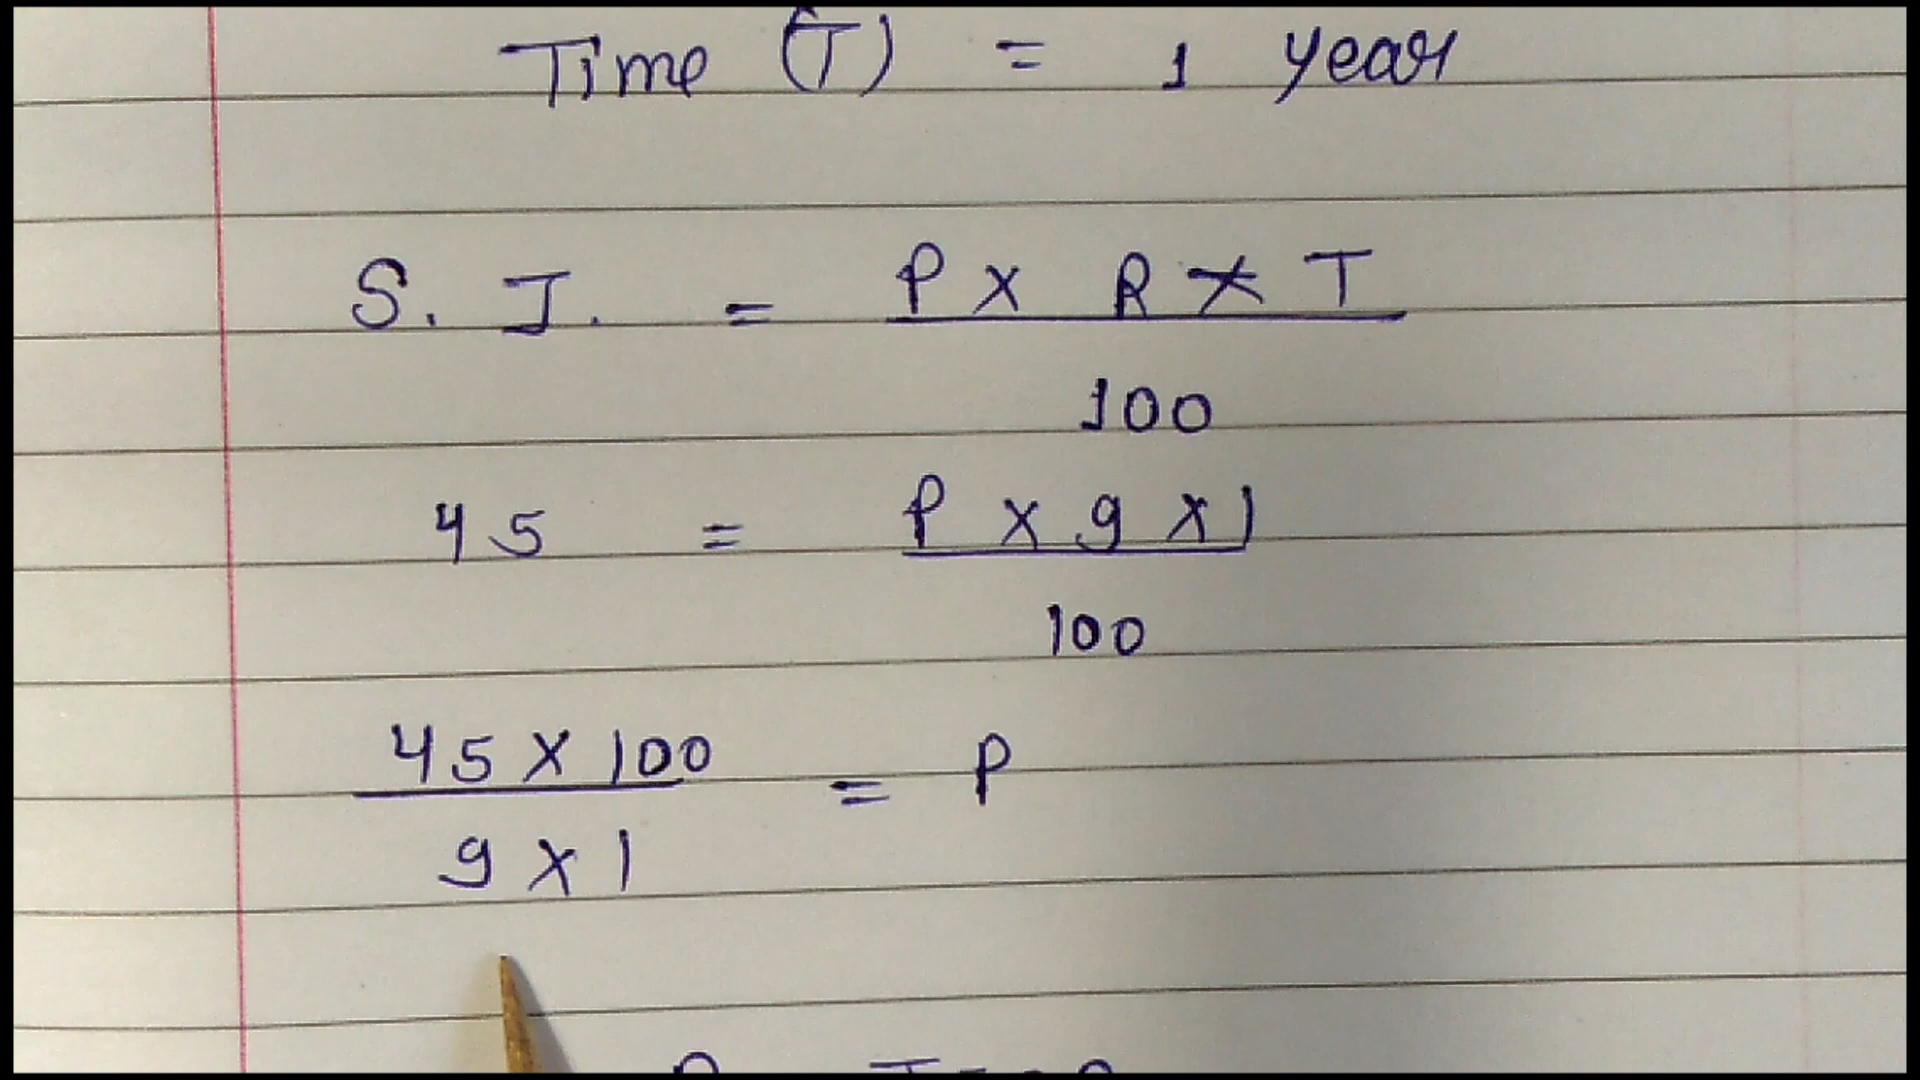 Time (T) = 1 year
S. I. = P x R x T
100
45 = P x 9 x 1
100
45 x 100 = P
9 x 1